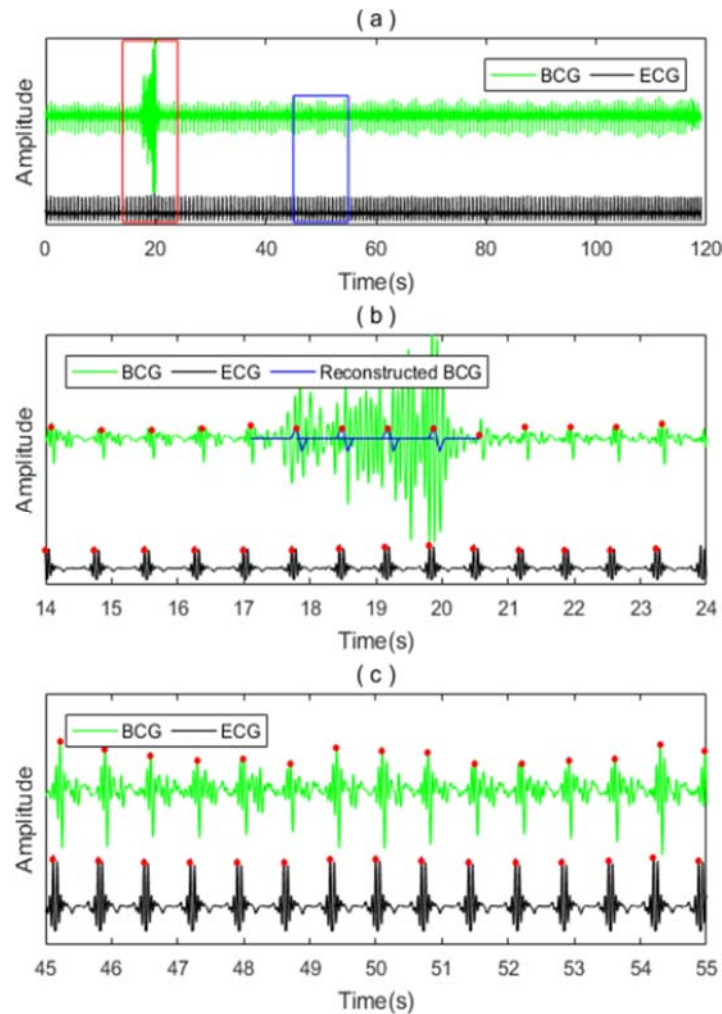 ( a )
Amplitude
BCG ECG
0 20 40 60 80 100 120
Time(s)
( b )
Amplitude
BCG ECG Reconstructed BCG
14 15 16 17 18 19 20 21 22 23 24
Time(s)
( c )
Amplitude
BCG ECG
45 46 47 48 49 50 51 52 53 54 55
Time(s)